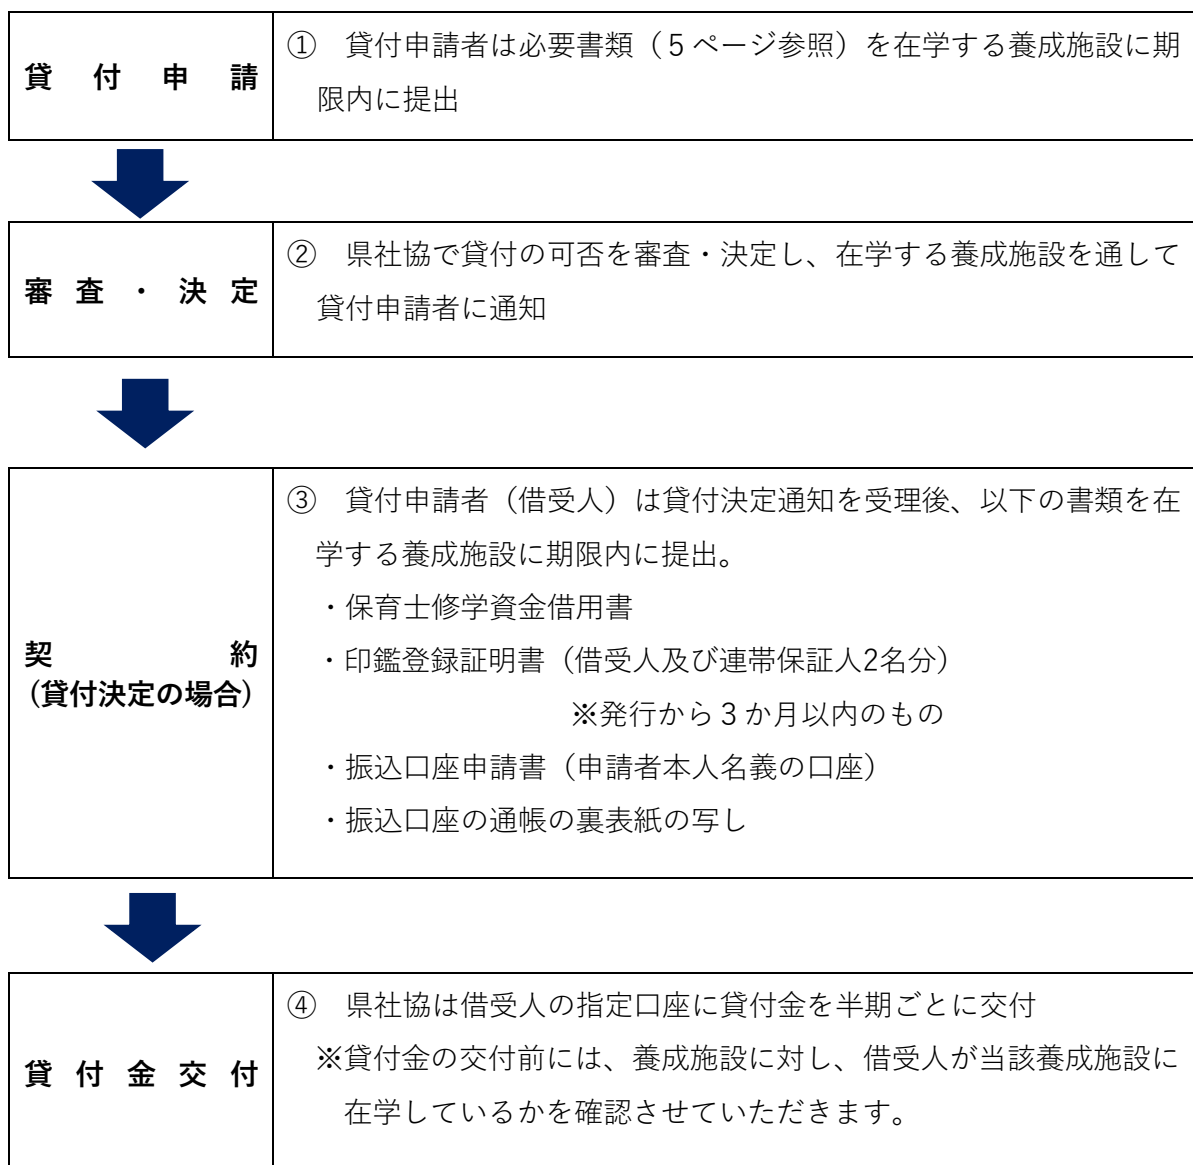 貸付申請
① 貸付申請者は必要書類（５ページ参照）を在学する養成施設に期
限内に提出
審査・決定
② 県社協で貸付の可否を審査・決定し、在学する養成施設を通して
貸付申請者に通知
契約
（貸付決定の場合）
③ 貸付申請者（借受人）は貸付決定通知を受理後、以下の書類を在
学する養成施設に期限内に提出。
・保育士修学資金借用書
・印鑑登録証明書（借受人及び連帯保証人2名分）
※発行から３か月以内のもの
・振込口座申請書（申請者本人名義の口座）
・振込口座の通帳の裏表紙の写し
貸付金交付
④ 県社協は借受人の指定口座に貸付金を半期ごとに交付
※貸付金の交付前には、養成施設に対し、借受人が当該養成施設に
在学しているかを確認させていただきます。